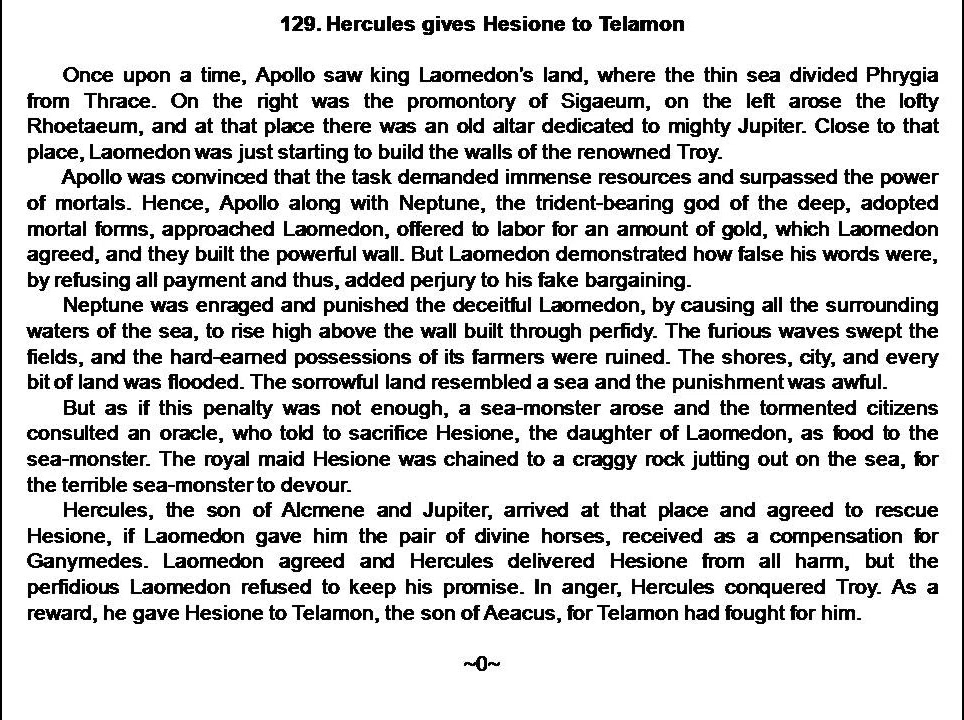 129. Hercules gives Hesione to Telamon
Once upon a time, Apollo saw king Laomedon's land, where the thin sea divided Phrygia
from Thrace. On the right was the promontory of Sigaeum, on the left arose the lofty
Rhoetaeum, and at that place there was an old altar dedicated to mighty Jupiter. Close to that
place, Laomedon was just starting to build the walls of the renowned Troy.
Apollo was convinced that the task demanded immense resources and surpassed the power
of mortals. Hence, Apollo along with Neptune, the trident-bearing god of the deep, adopted
mortal forms, approached Laomedon, offered to labor for an amount of gold, which Laomedon
agreed, and they built the powerful wall. But Laomedon demonstrated how false his words were,
by refusing all payment and thus, added perjury to his fake bargaining.
Neptune was enraged and punished the deceitful Laomedon, by causing all the surrounding
waters of the sea, to rise high above the wall built through perfidy. The furious waves swept the
fields, and the hard-earned possessions of its farmers were ruined. The shores, city, and every
bit of land was flooded. The sorrowful land resembled a sea and the punishment was awful.
But as if this penalty was not enough, a sea-monster arose and the tormented citizens
consulted an oracle, who told to sacrifice Hesione, the daughter of Laomedon, as food to the
sea-monster. The royal maid Hesione was chained to a craggy rock jutting out on the sea, for
the terrible sea-monster to devour.
Hercules, the son of Alcmene and Jupiter, arrived at that place and agreed to rescue
Hesione, if Laomedon gave him the pair of divine horses, received as a compensation for
Ganymedes. Laomedon agreed and Hercules delivered Hesione from all harm, but the
perfidious Laomedon refused to keep his promise. In anger, Hercules conquered Troy. As a
reward, he gave Hesione to Telamon, the son of Aeacus, for Telamon had fought for him.
~0~